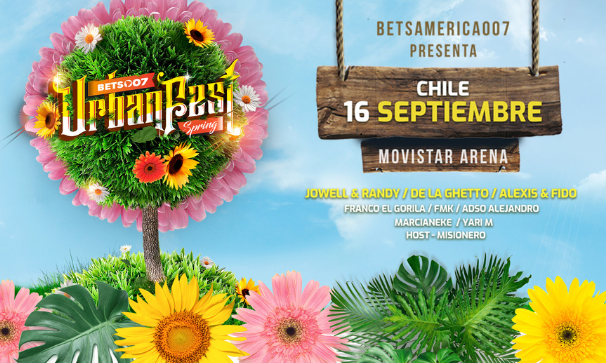 BETS007
UrbanFest
Spring
BETSAMERICA007
PRESENTA
CHILE
16 SEPTIEMBRE
MOVISTAR ARENA
JOWELL & RANDY / DE LA GHETTO / ALEXIS & FIDO
FRANCO EL GORILA / FMK / ADSO ALEJANDRO
MARCIANEKE / YARI M
HOST - MISIONERO